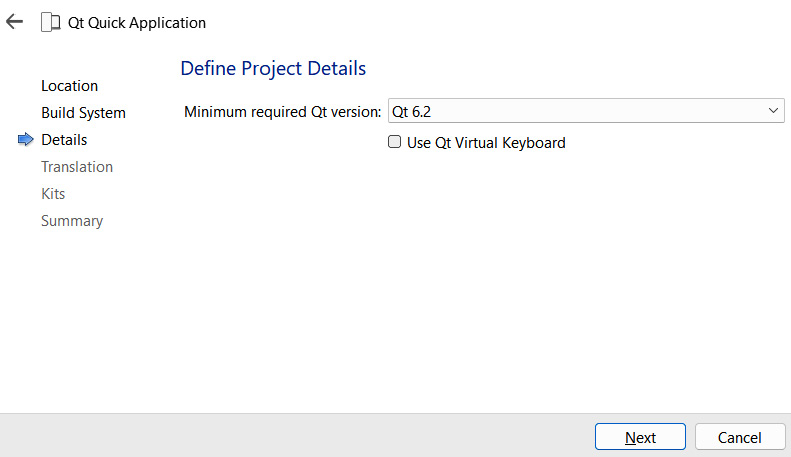 Qt Quick Application
Define Project Details
Location
Build System
Details
Translation
Kits
Summary
Minimum required Qt version: Qt 6.2
Use Qt Virtual Keyboard
Next Cancel